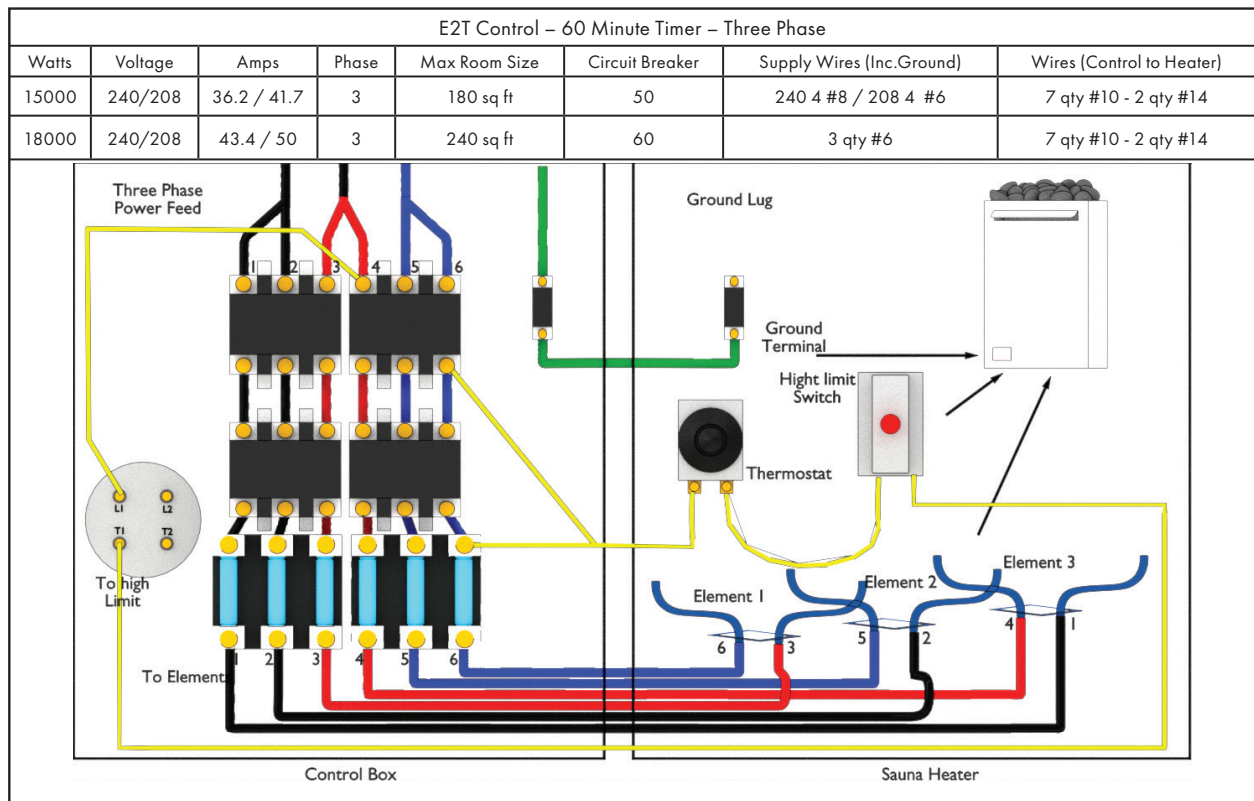 E2T Control – 60 Minute Timer – Three Phase
Watts Voltage Amps Phase Max Room Size Circuit Breaker Supply Wires (Inc.Ground) Wires (Control to Heater)
15000 240/208 36.2 / 41.7 3 180 sq ft 50 240 4 #8 / 208 4 #6 7 qty #10 - 2 qty #14
18000 240/208 43.4 / 50 3 240 sq ft 60 3 qty #6 7 qty #10 - 2 qty #14
Three Phase
Power Feed
Ground Lug
1 2 3 4 5 6
Ground
Terminal
Hight limit
Switch
Thermostat
L1 L2
T1 T2
To high
Limit
Element 1
Element 2
Element 3
6 3 5 2 4 1
1 2 3 4 5 6
To Element
Control Box
Sauna Heater